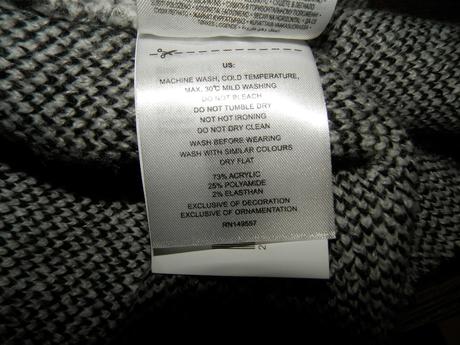 US:
MACHINE WASH, COLD TEMPERATURE,
MAX. 30°C MILD WASHING
DO NOT BLEACH
DO NOT TUMBLE DRY
NOT HOT IRONING
DO NOT DRY CLEAN
WASH BEFORE WEARING
WASH WITH SIMILAR COLOURS
DRY FLAT
73% ACRYLIC
25% POLYAMIDE
2% ELASTHAN
EXCLUSIVE OF DECORATION
EXCLUSIVE OF ORNAMENTATION
RN149557